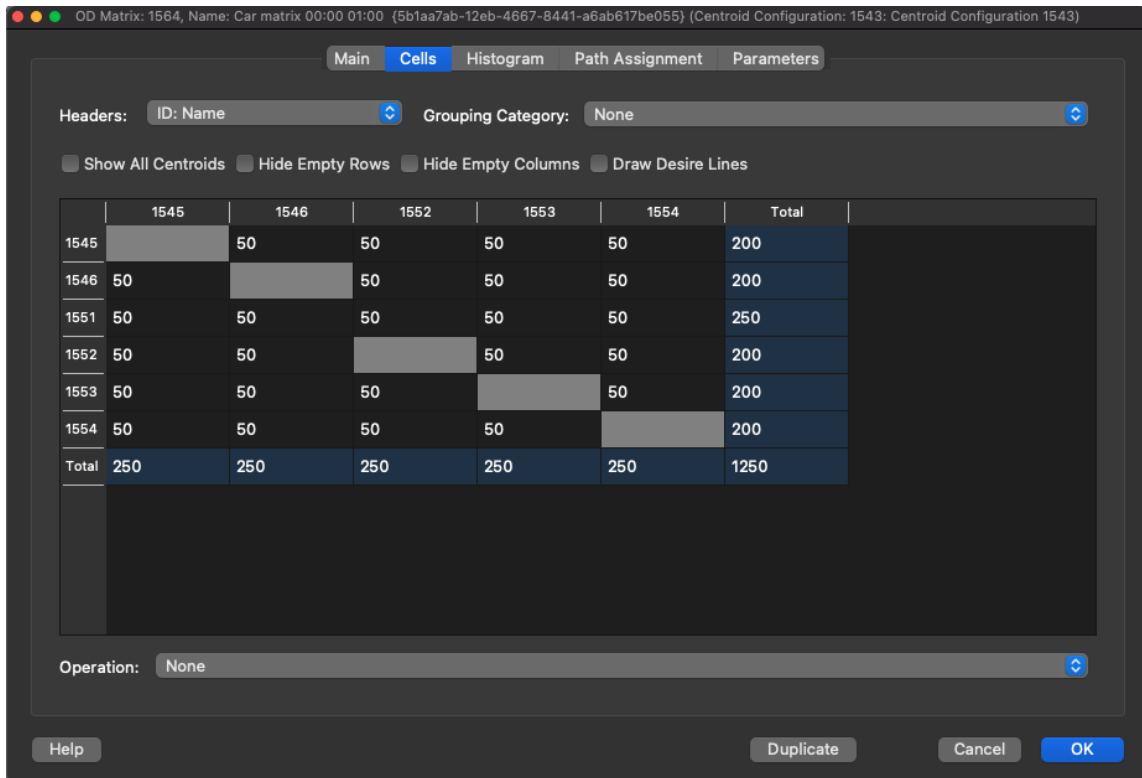 OD Matrix: 1564, Name: Car matrix 00:00 01:00 {5b1aa7ab-12eb-4667-8441-a6ab617be055} (Centroid Configuration: 1543: Centroid Configuration 1543)
Main Cells Histogram Path Assignment Parameters
Headers: ID: Name Grouping Category: None
Show All Centroids Hide Empty Rows Hide Empty Columns Draw Desire Lines
1545 1546 1552 1553 1554 Total
1545 50 50 50 50 200
1546 50 50 50 50 200
1551 50 50 50 50 50 250
1552 50 50 50 50 200
1553 50 50 50 50 200
1554 50 50 50 50 200
Total 250 250 250 250 250 1250
Operation: None
Help Duplicate Cancel OK